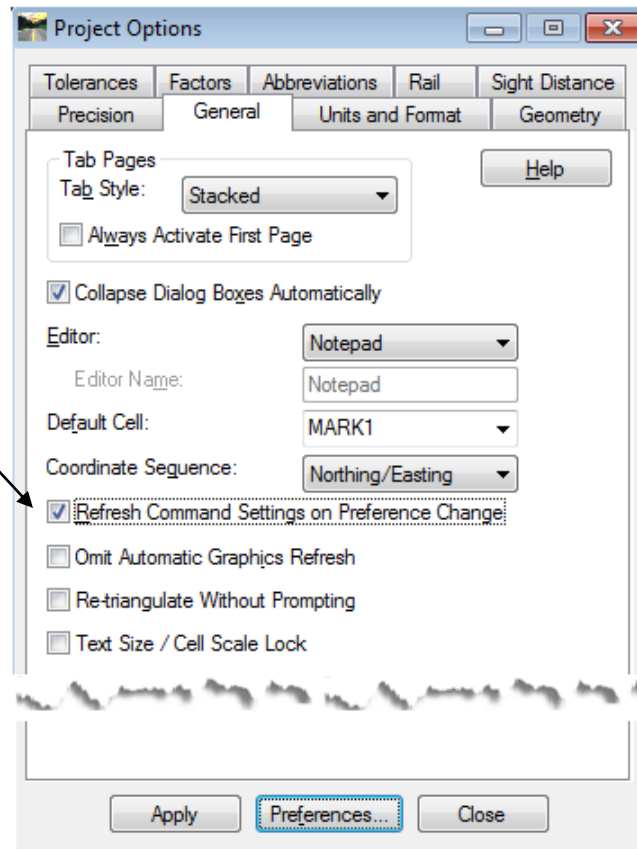 Project Options
Tolerances Factors Abbreviations Rail Sight Distance
Precision General Units and Format Geometry
Tab Pages
Help
Tab Style: Stacked
Always Activate First Page
Collapse Dialog Boxes Automatically
Editor: Notepad
Editor Name: Notepad
Default Cell: MARK1
Coordinate Sequence: Northing/Easting
Refresh Command Settings on Preference Change
Omit Automatic Graphics Refresh
Re-triangulate Without Prompting
Text Size / Cell Scale Lock
Apply Preferences... Close